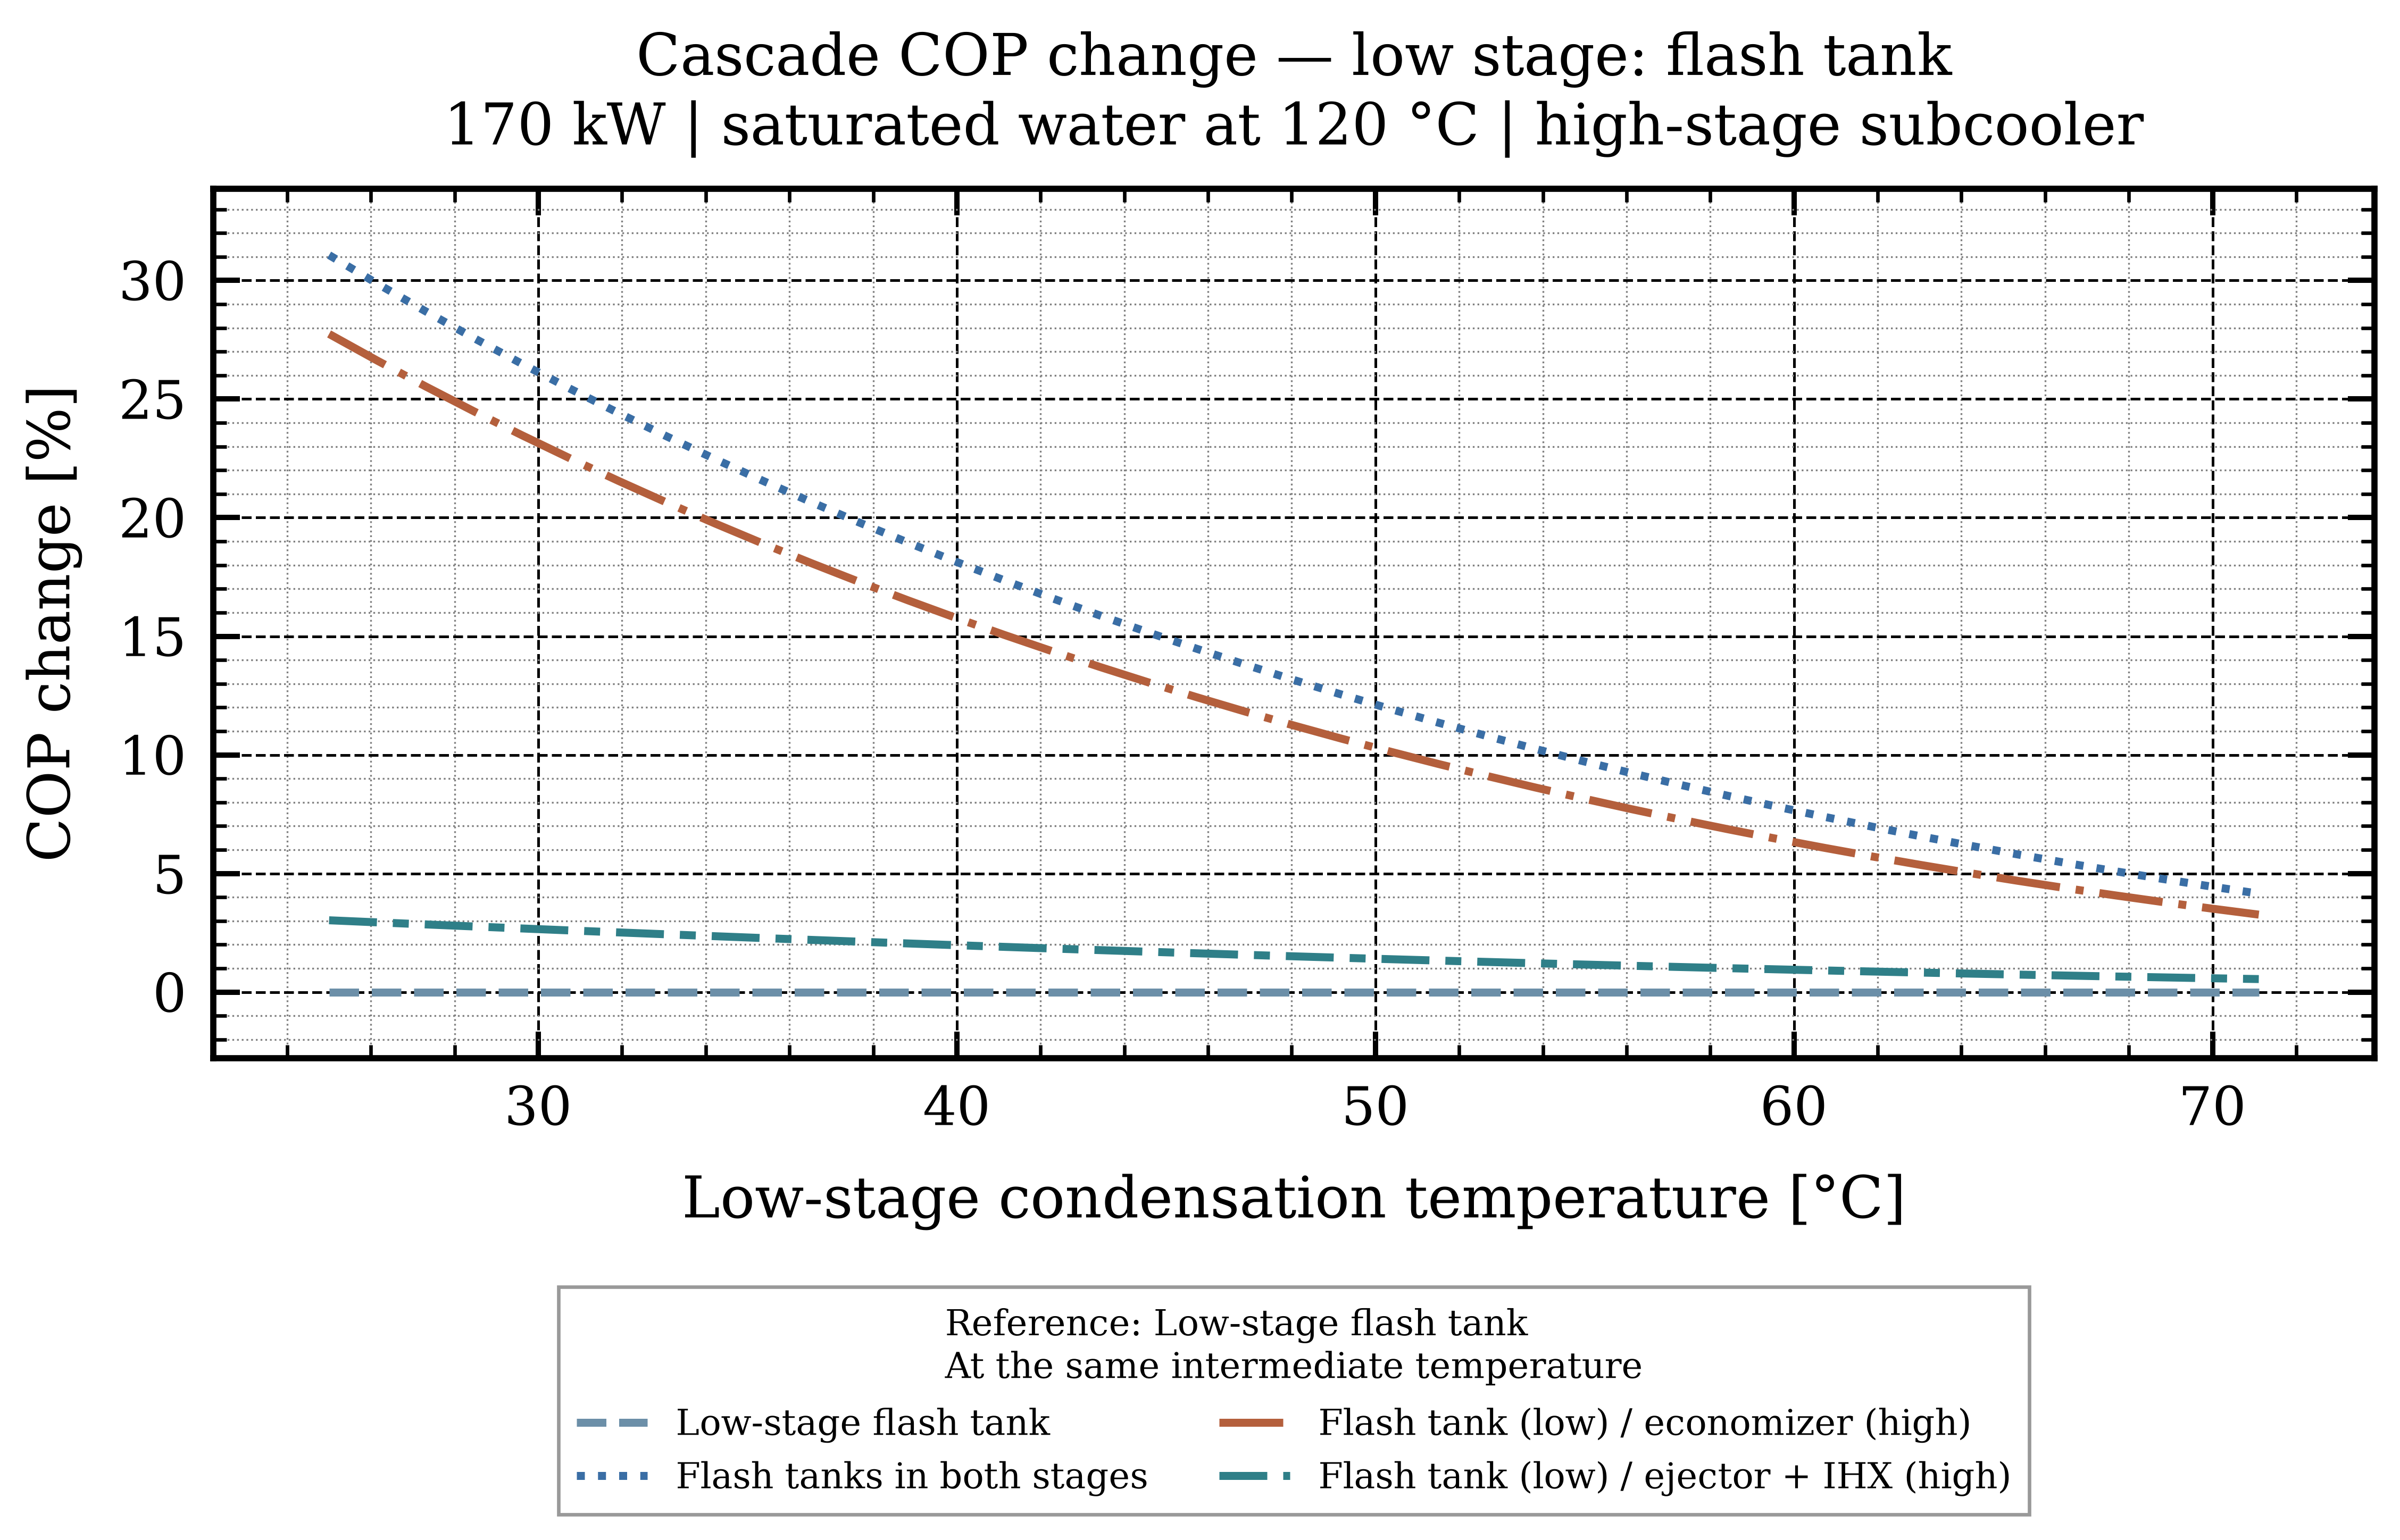 Cascade COP change — low stage: flash tank
170 kW | saturated water at 120 °C | high-stage subcooler
COP change [%]
30
25
20
15
10
5
0
30 40 50 60 70
Low-stage condensation temperature [°C]
Reference: Low-stage flash tank
At the same intermediate temperature
Low-stage flash tank
Flash tanks in both stages
Flash tank (low) / economizer (high)
Flash tank (low) / ejector + IHX (high)